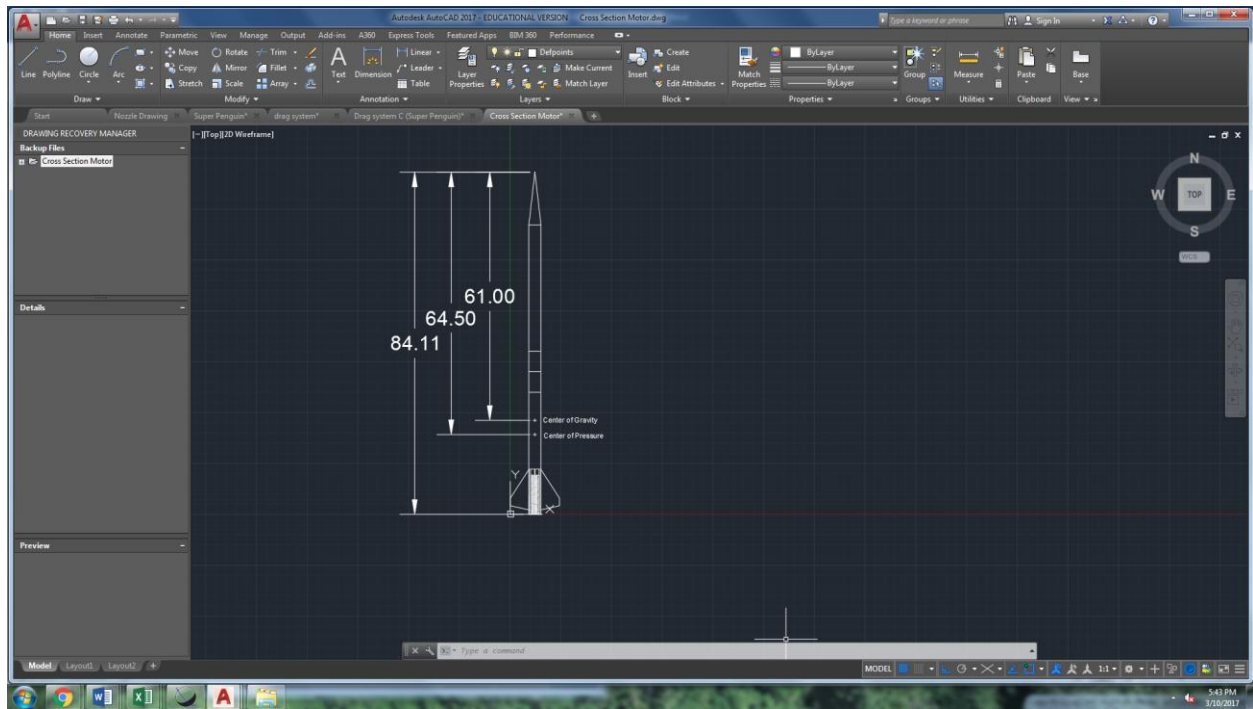 Autodesk AutoCAD 2017 - EDUCATIONAL VERSION Cross Section Motor.dwg
Type a keyword or phrase
Sign In
Home Insert Annotate Parametric View Manage Output Add-ins A360 Express Tools Featured Apps BIM 360 Performance
Line Polyline Circle Arc
Move Rotate Trim
Copy Mirror Fillet
Stretch Scale Array
Text Dimension
Linear
Leader
Table
Layer Properties
Defpoints
Make Current
Match Layer
Insert
Create
Edit
Edit Attributes
Match Properties
ByLayer
ByLayer
ByLayer
Group
Measure
Paste
Base
Draw Modify Annotation Layers Block Properties Groups Utilities Clipboard View
Start Nozzle Drawing Super Penguin* drag system* Drag system C (Super Penguin)* Cross Section Motor*
DRAWING RECOVERY MANAGER
Backup Files
Cross Section Motor
Details
Preview
[−][Top][2D Wireframe]
N
W TOP E
S
WCS
61.00
64.50
84.11
Center of Gravity
Center of Pressure
Y
X
Type a command
Model Layout1 Layout2 +
MODEL
1:1
5:43 PM
3/10/2017